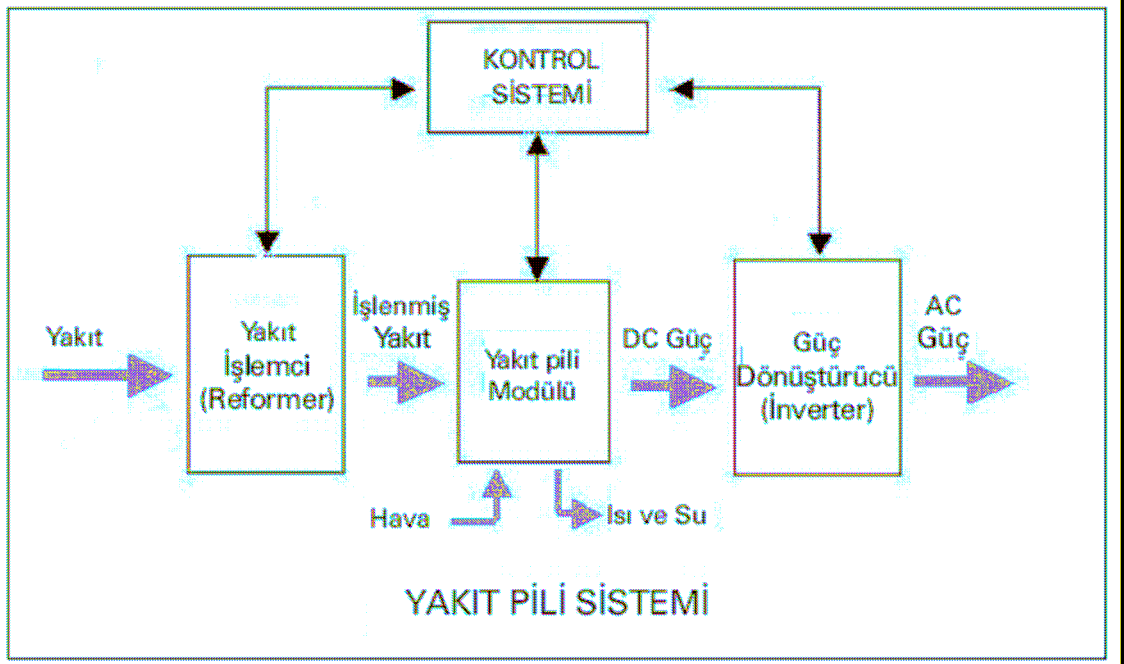 KONTROL
SİSTEMİ
Yakıt
Yakıt
İşlemci
(Reformer)
İşlenmiş
Yakıt
Yakıt pili
Modülü
DC Güç
Güç
Dönüştürücü
(İnverter)
AC
Güç
Hava
Isı ve Su
YAKIT PİLİ SİSTEMİ